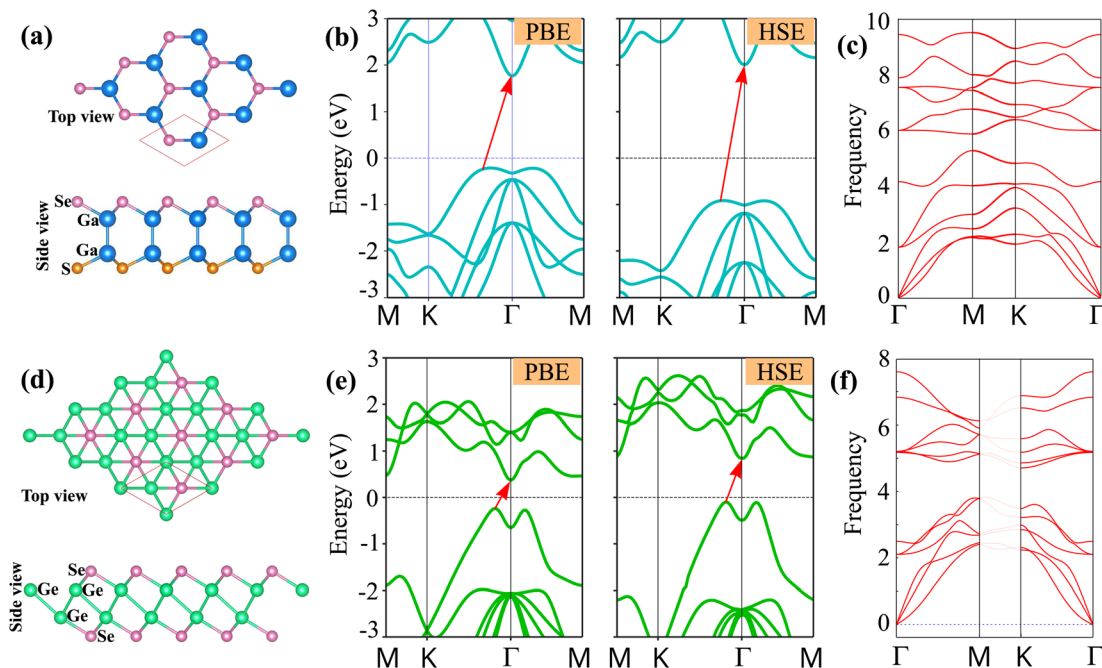 (a)
Top view
Side view
Se
Ga
Ga
S
(b)
PBE
HSE
Energy (eV)
3
2
1
0
-1
-2
-3
M K Γ M
M K Γ M
(c)
Frequency
10
8
6
4
2
0
Γ M K Γ
(d)
Top view
Side view
Se
Ge
Ge
Ge
Se
(e)
PBE
HSE
Energy (eV)
3
2
1
0
-1
-2
-3
M K Γ M
M K Γ M
(f)
Frequency
8
6
4
2
0
Γ M K Γ